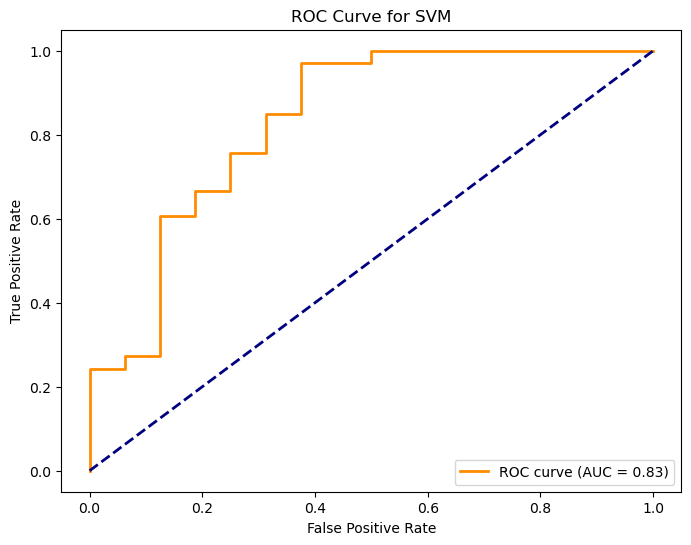 ROC Curve for SVM
True Positive Rate
1.0
0.8
0.6
0.4
0.2
0.0
0.0 0.2 0.4 0.6 0.8 1.0
False Positive Rate
ROC curve (AUC = 0.83)